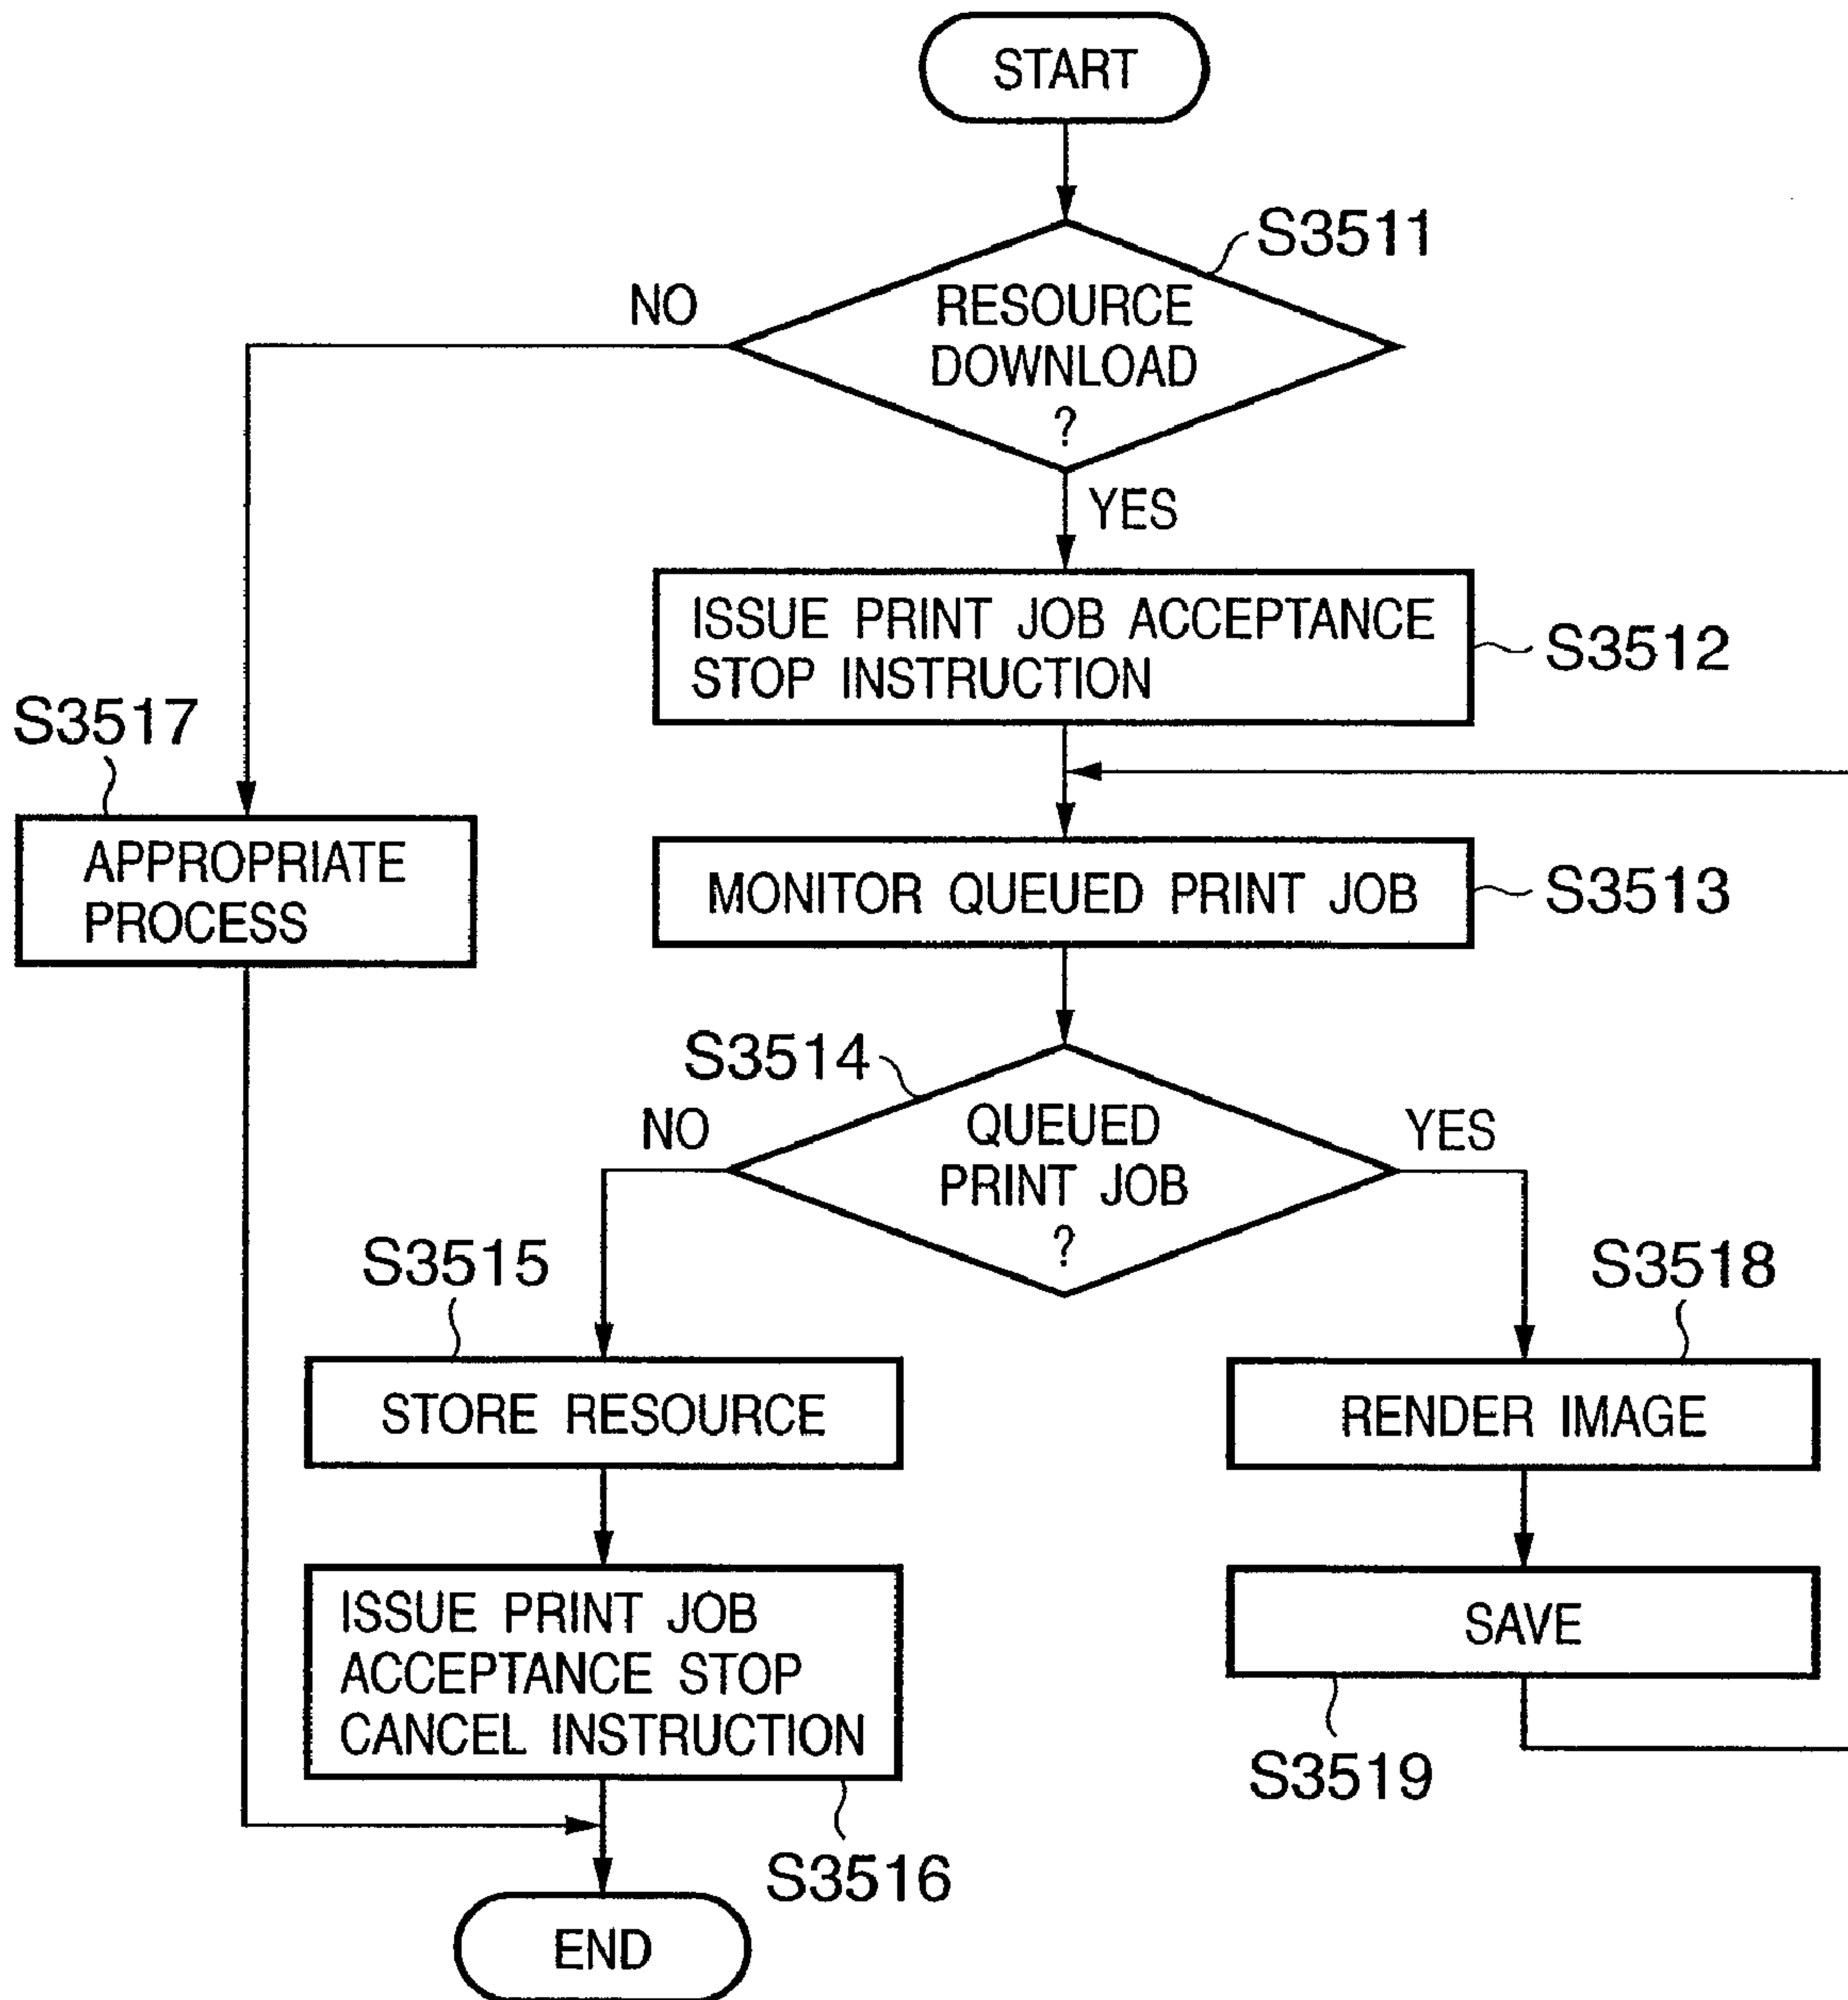 START
S3511
NO
RESOURCE
DOWNLOAD
?
YES
ISSUE PRINT JOB ACCEPTANCE
STOP INSTRUCTION
S3512
S3517
APPROPRIATE
PROCESS
MONITOR QUEUED PRINT JOB
S3513
S3514
NO
QUEUED
PRINT JOB
?
YES
S3515
S3518
STORE RESOURCE
RENDER IMAGE
ISSUE PRINT JOB
ACCEPTANCE STOP
CANCEL INSTRUCTION
SAVE
S3519
S3516
END